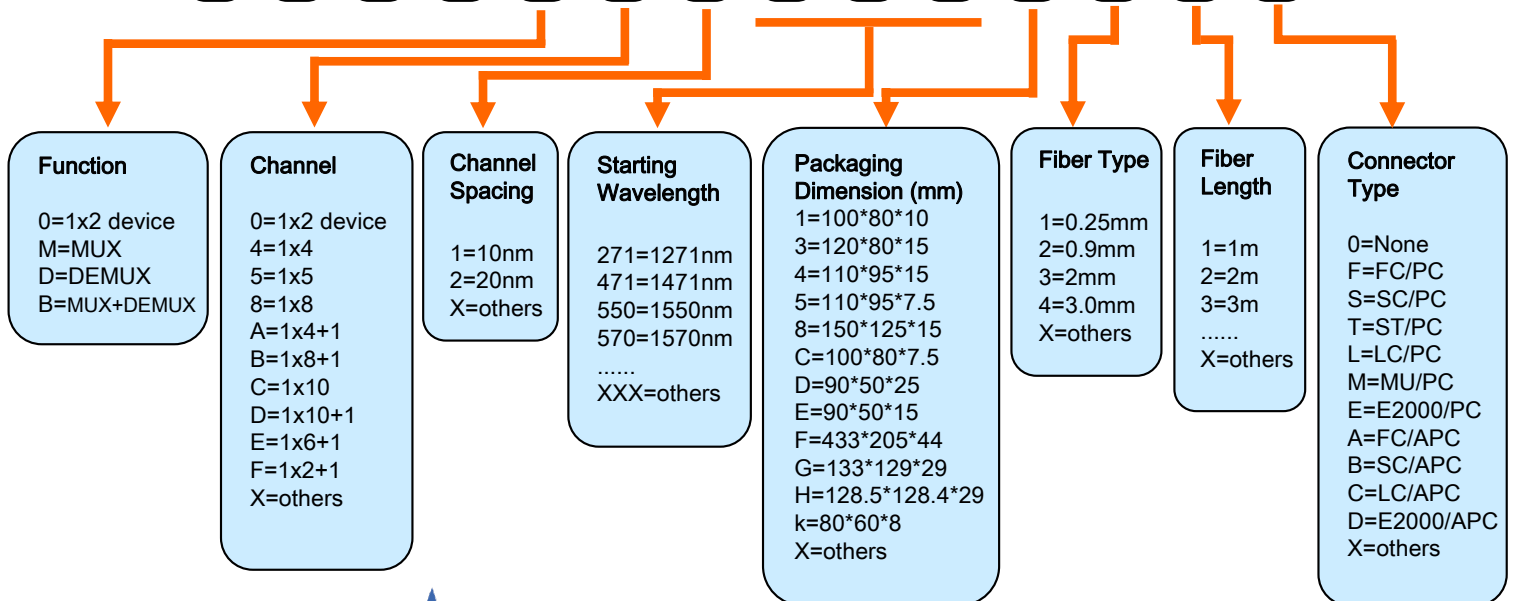 Function
0=1x2 device
M=MUX
D=DEMUX
B=MUX+DEMUX
Channel
0=1x2 device
4=1x4
5=1x5
8=1x8
A=1x4+1
B=1x8+1
C=1x10
D=1x10+1
E=1x6+1
F=1x2+1
X=others
Channel
Spacing
1=10nm
2=20nm
X=others
Starting
Wavelength
271=1271nm
471=1471nm
550=1550nm
570=1570nm
......
XXX=others
Packaging
Dimension (mm)
1=100*80*10
3=120*80*15
4=110*95*15
5=110*95*7.5
8=150*125*15
C=100*80*7.5
D=90*50*25
E=90*50*15
F=433*205*44
G=133*129*29
H=128.5*128.4*29
k=80*60*8
X=others
Fiber Type
1=0.25mm
2=0.9mm
3=2mm
4=3.0mm
X=others
Fiber
Length
1=1m
2=2m
3=3m
......
X=others
Connector
Type
0=None
F=FC/PC
S=SC/PC
T=ST/PC
L=LC/PC
M=MU/PC
E=E2000/PC
A=FC/APC
B=SC/APC
C=LC/APC
D=E2000/APC
X=others